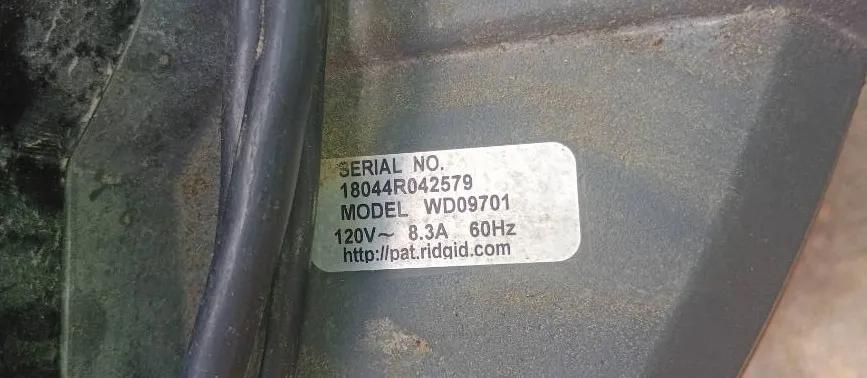 SERIAL NO.
18044R042579
MODEL WD09701
120V~ 8.3A 60Hz
http://pat.ridgid.com